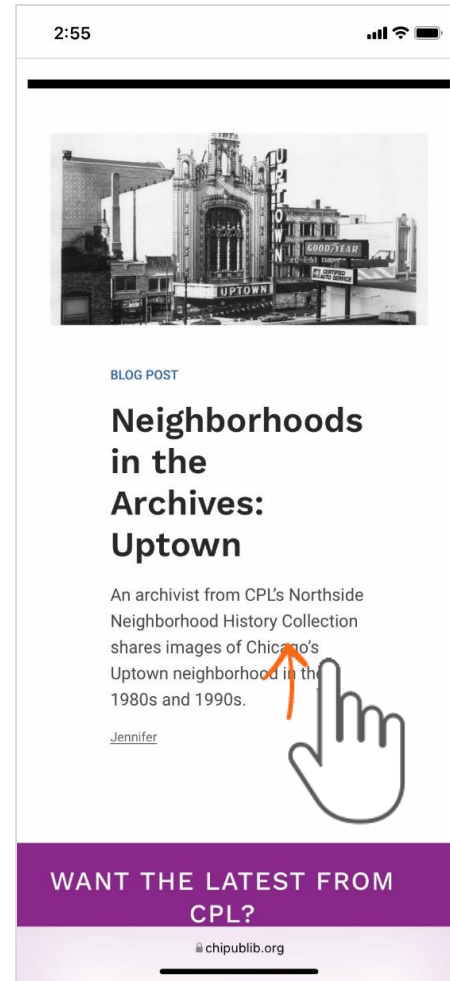 2:55
UPTOWN
GOOD YEAR
CERTIFIED
AUTO SERVICE
UPTOWN
BLOG POST
Neighborhoods
in the
Archives:
Uptown
An archivist from CPL's Northside
Neighborhood History Collection
shares images of Chicago's
Uptown neighborhood in the
1980s and 1990s.
Jennifer
WANT THE LATEST FROM
CPL?
chipublib.org